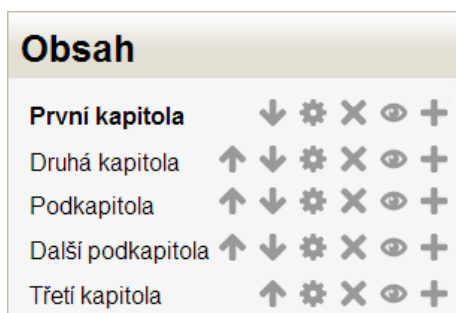 Obsah
První kapitola
Druhá kapitola
Podkapitola
Další podkapitola
Třetí kapitola